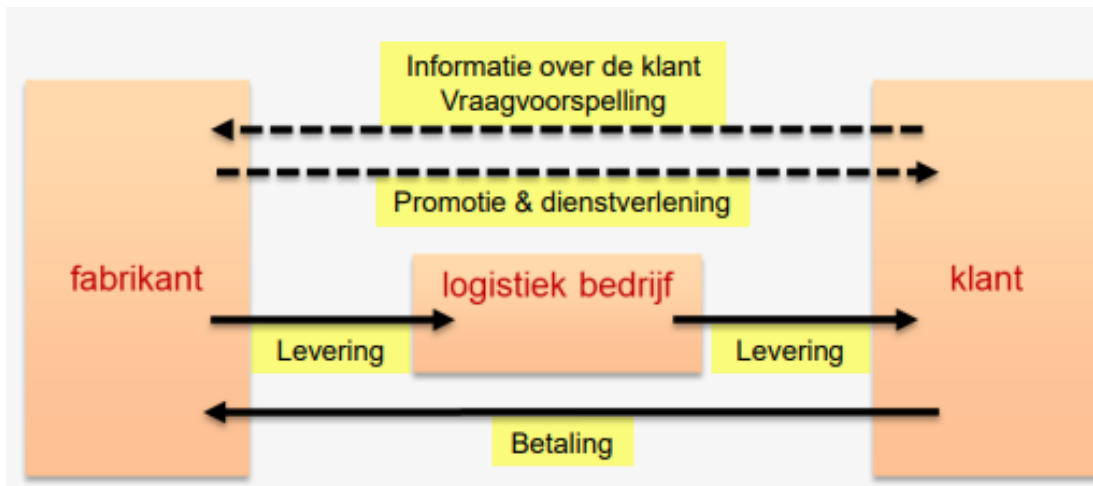 Informatie over de klant
Vraagvoorspelling
Promotie & dienstverlening
fabrikant
logistiek bedrijf
klant
Levering
Levering
Betaling